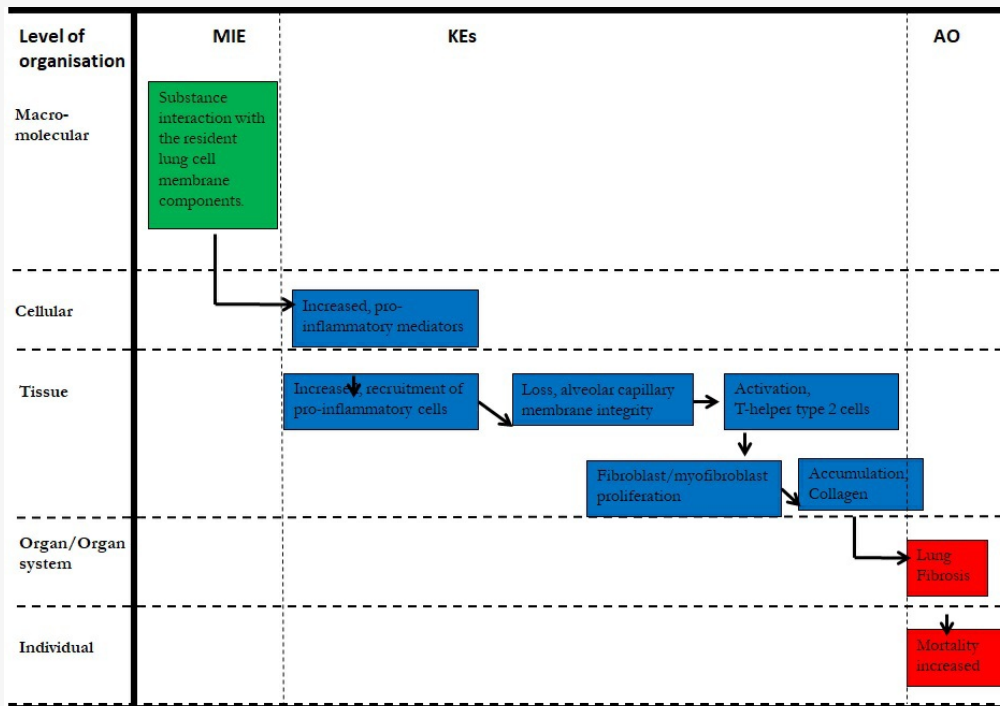 Level of
organisation
MIE
KEs
AO
Macro-
molecular
Substance
interaction with
the resident
lung cell
membrane
components.
Cellular
Increased, pro-
inflammatory mediators
Tissue
Increased, recruitment of
pro-inflammatory cells
Loss, alveolar capillary
membrane integrity
Activation,
T-helper type 2 cells
Fibroblast/myofibroblast
proliferation
Accumulation,
Collagen
Organ/Organ
system
Lung
Fibrosis
Individual
Mortality
increased